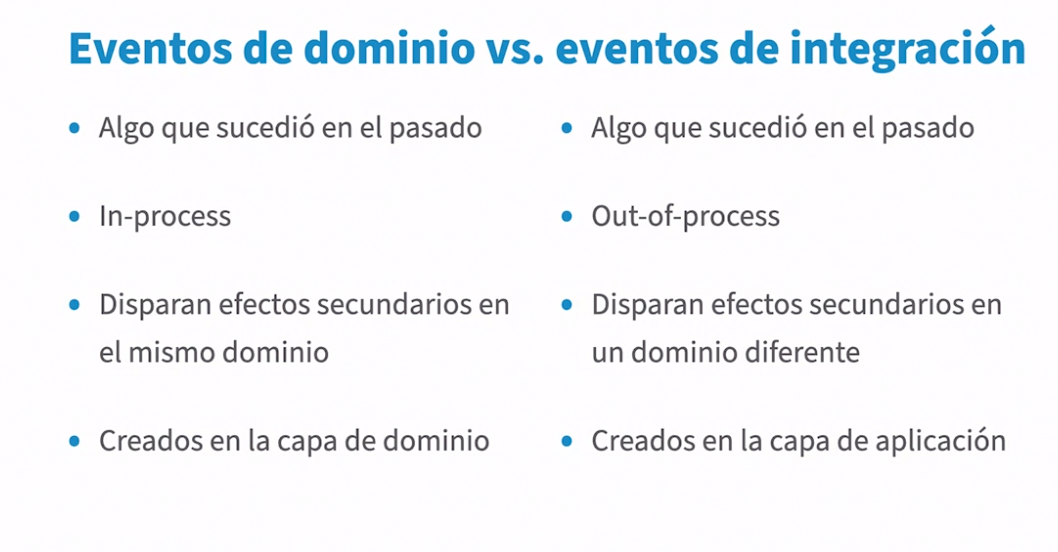 Eventos de dominio vs. eventos de integración
• Algo que sucedió en el pasado
• In-process
• Disparan efectos secundarios en
el mismo dominio
• Creados en la capa de dominio
• Algo que sucedió en el pasado
• Out-of-process
• Disparan efectos secundarios en
un dominio diferente
• Creados en la capa de aplicación